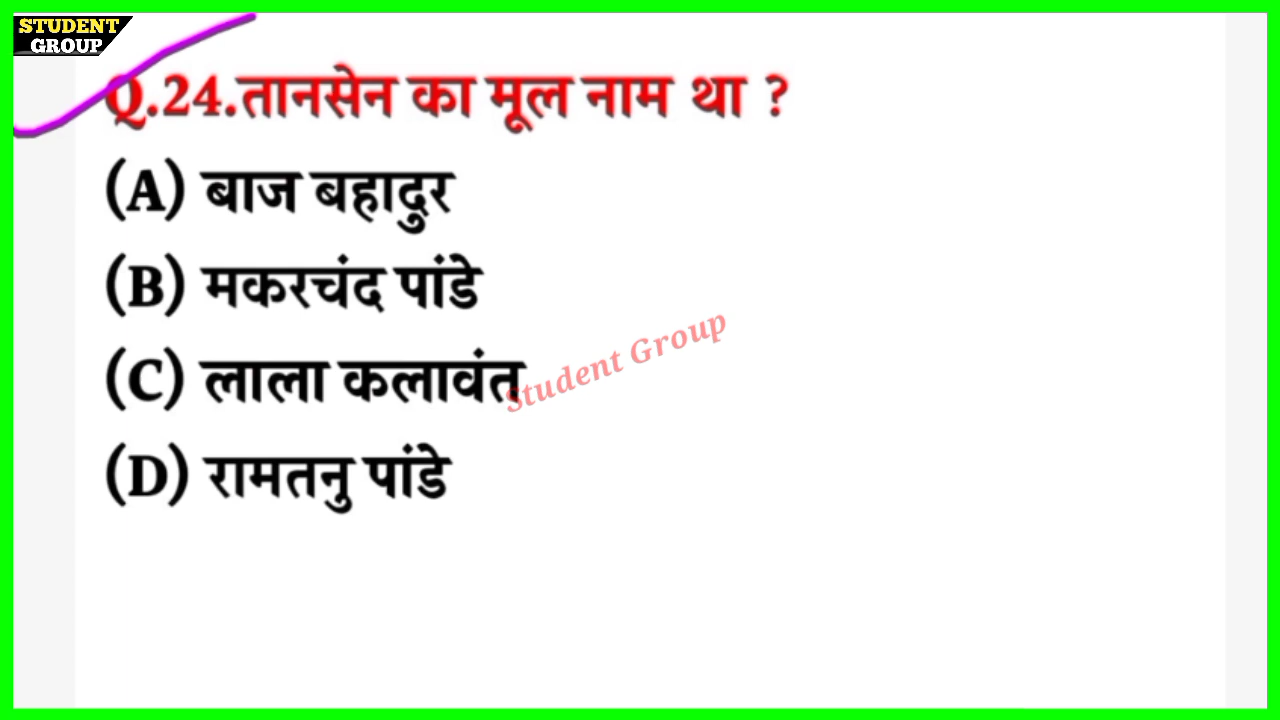 STUDENT
GROUP
Q.24.तानसेन का मूल नाम था ?
(A) बाज बहादुर
(B) मकरचंद पांडे
(C) लाला कलावंत
Student Group
(D) रामतनु पांडे